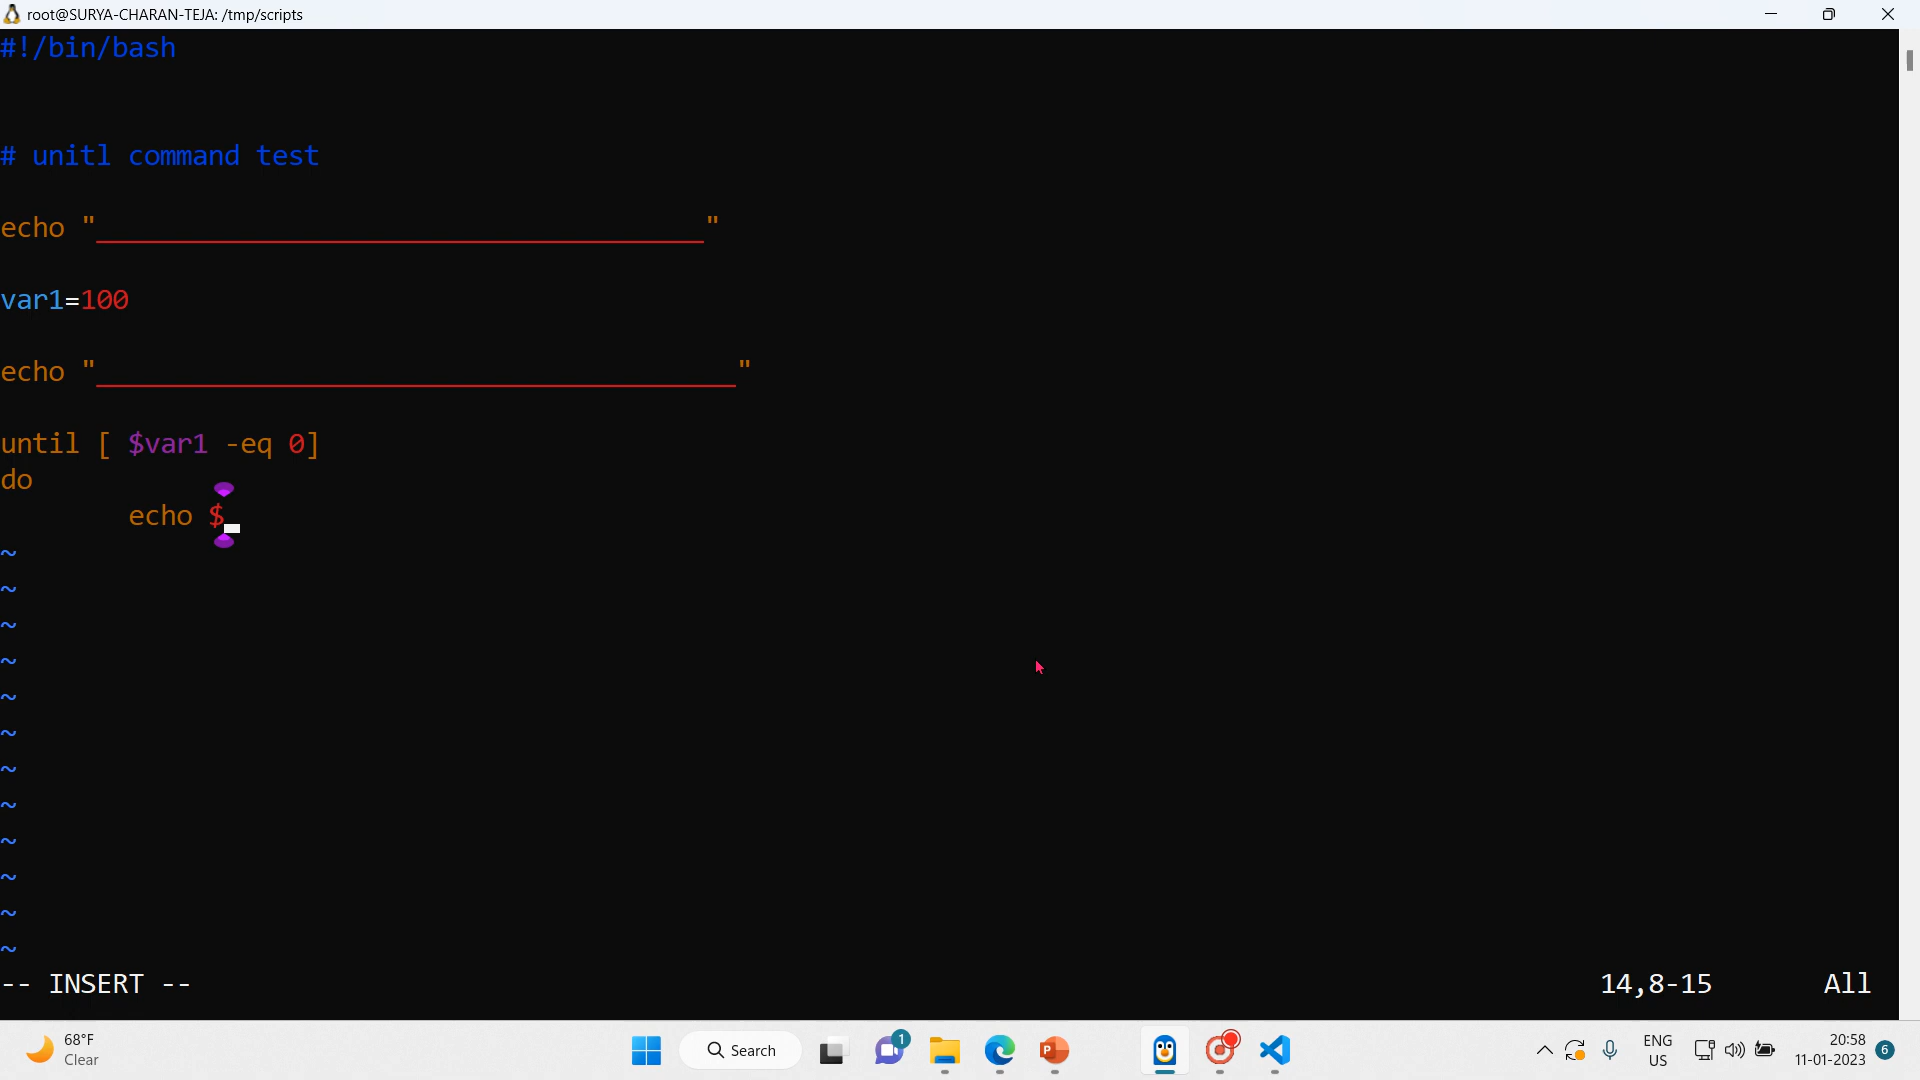 root@SURYA-CHARAN-TEJA: /tmp/scripts
#!/bin/bash
# unitl command test
echo "______________________________________"
var1=100
echo "________________________________________"
until [ $var1 -eq 0]
do
echo $
~
~
~
~
~
~
~
~
~
~
~
~
-- INSERT --
14,8-15
All
68°F
Clear
Search
1
P
ENG
US
20:58
11-01-2023
6